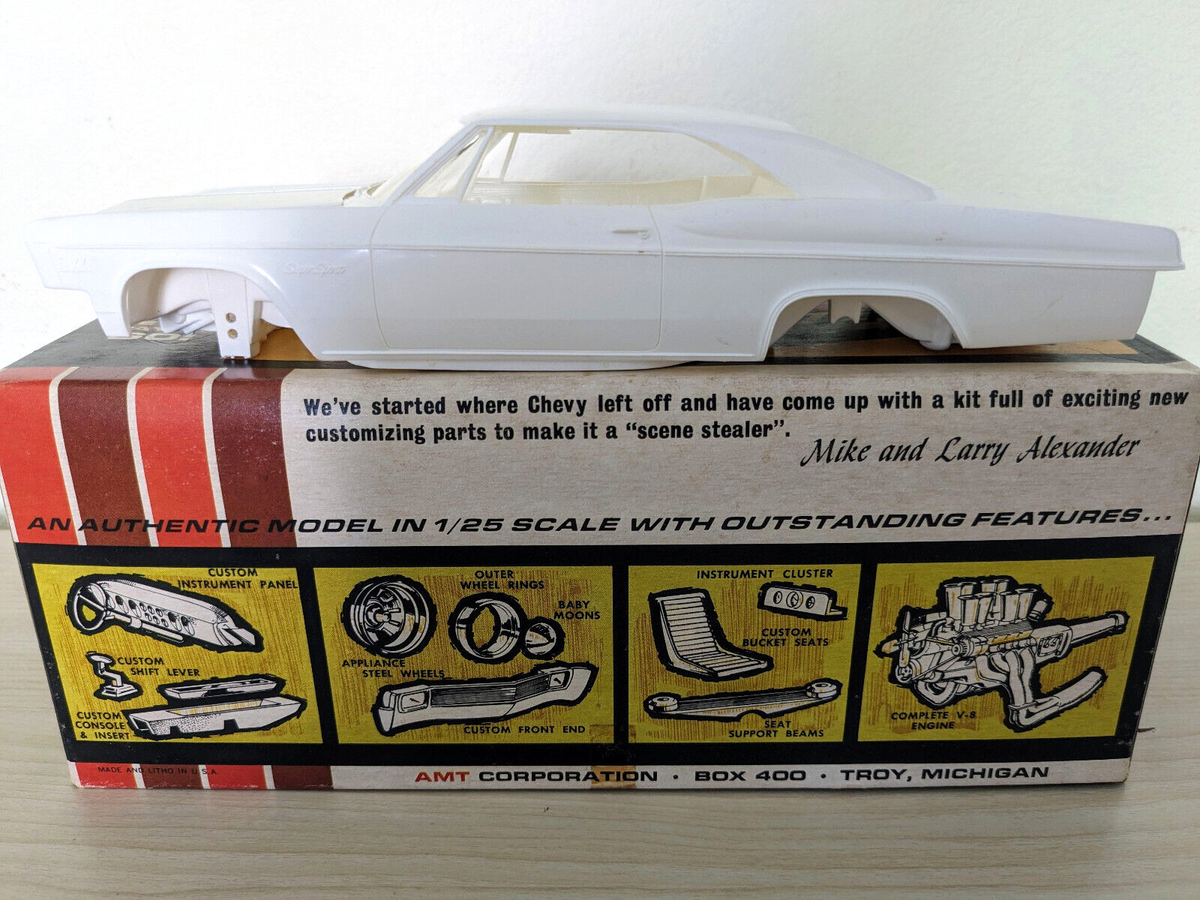 Super Sport
We've started where Chevy left off and have come up with a kit full of exciting new
customizing parts to make it a “scene stealer”.
Mike and Larry Alexander
AN AUTHENTIC MODEL IN 1/25 SCALE WITH OUTSTANDING FEATURES...
CUSTOM
INSTRUMENT PANEL
CUSTOM
SHIFT LEVER
CUSTOM
CONSOLE
& INSERT
OUTER
WHEEL RINGS
BABY
MOONS
APPLIANCE
STEEL WHEELS
CUSTOM FRONT END
INSTRUMENT CLUSTER
CUSTOM
BUCKET SEATS
SEAT
SUPPORT BEAMS
COMPLETE V-8
ENGINE
MADE AND LITHO IN U.S.A.
AMT CORPORATION · BOX 400 · TROY, MICHIGAN